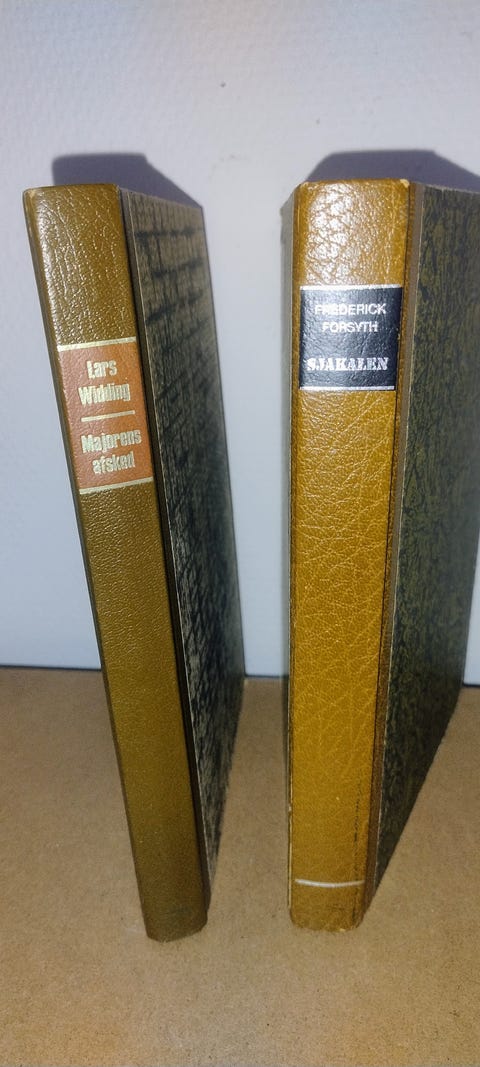 Lars
Widding
Majorens
afsked
FREDERICK
FORSYTH
SJAKALEN